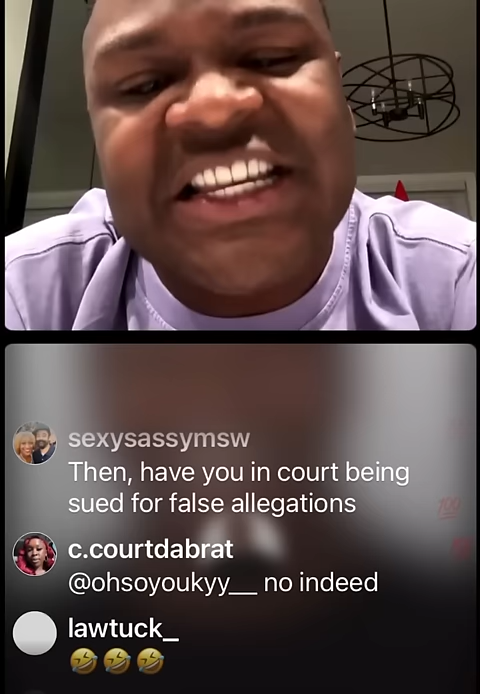 sexysassymsw
Then, have you in court being
sued for false allegations
c.courtdabrat
@ohsoyoukyy__ no indeed
lawtuck_
🤣🤣🤣
💯